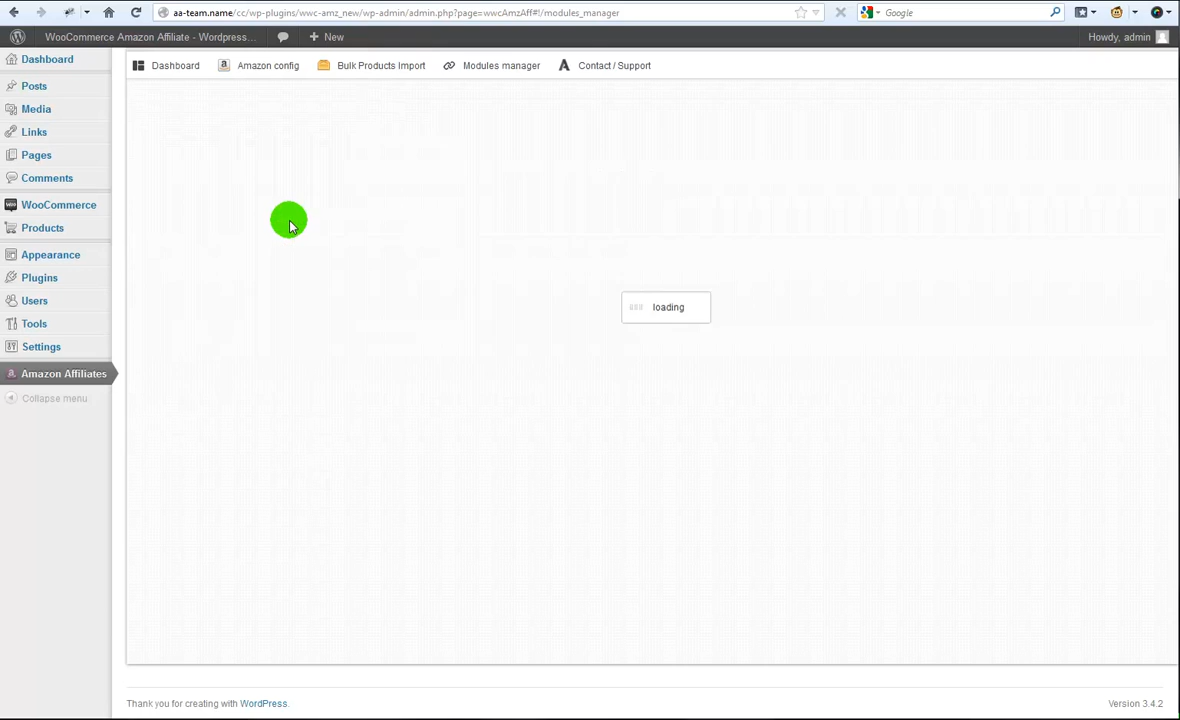 aa-team.name/cc/wp-plugins/wwc-amz_new/wp-admin/admin.php?page=wwcAmzAff#!/modules_manager
Google
WooCommerce Amazon Affiliate - Wordpress...
New
Howdy, admin
Dashboard
Posts
Media
Links
Pages
Comments
WooCommerce
Products
Appearance
Plugins
Users
Tools
Settings
Amazon Affiliates
Collapse menu
Dashboard Amazon config Bulk Products Import Modules manager Contact / Support
loading
Thank you for creating with WordPress.
Version 3.4.2